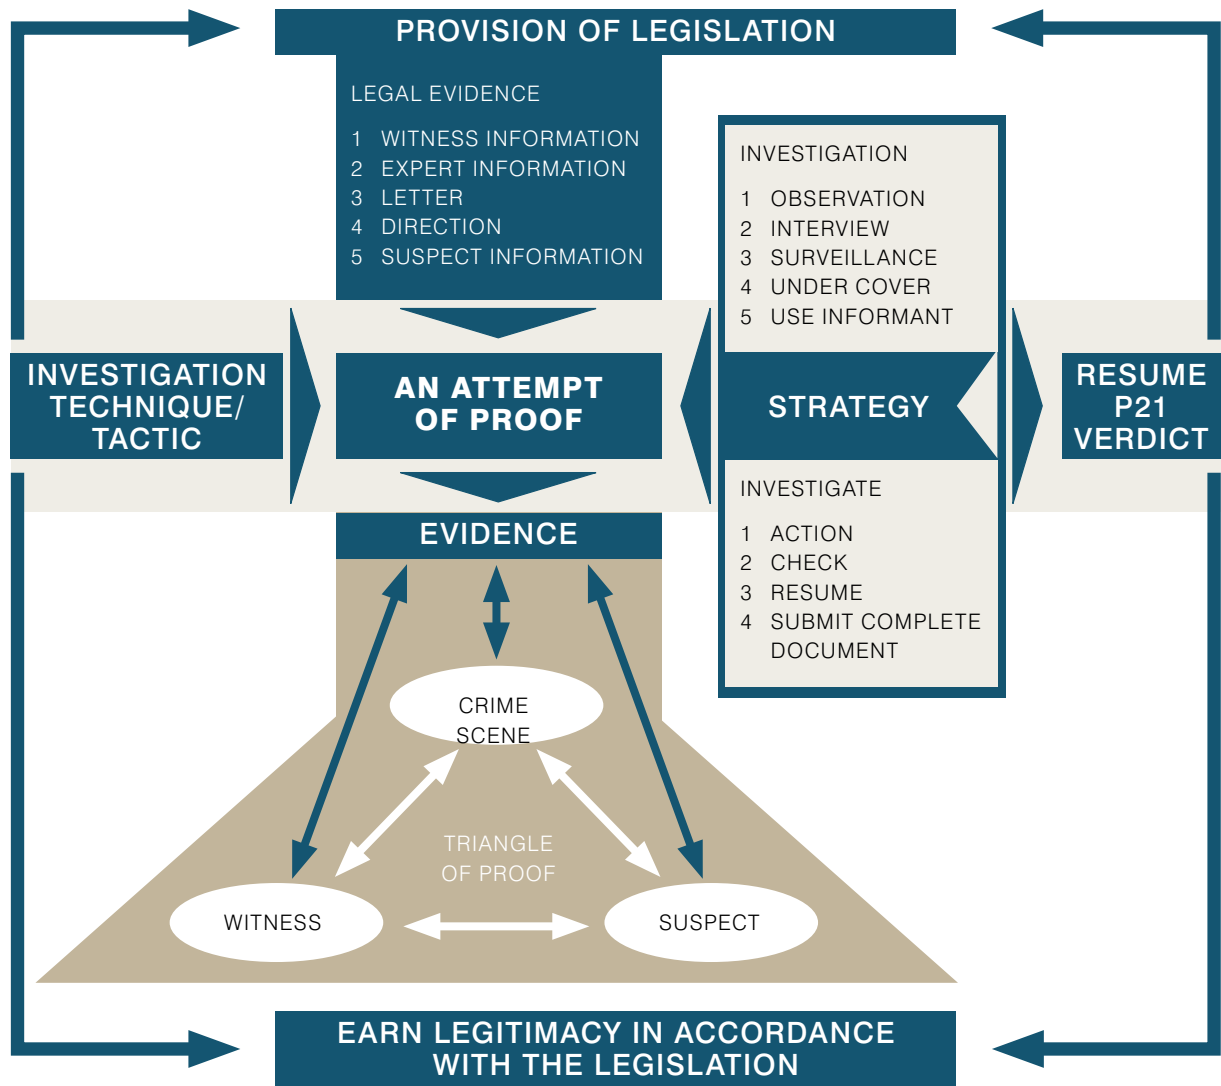 PROVISION OF LEGISLATION
LEGAL EVIDENCE
1 WITNESS INFORMATION
2 EXPERT INFORMATION
3 LETTER
4 DIRECTION
5 SUSPECT INFORMATION
INVESTIGATION
1 OBSERVATION
2 INTERVIEW
3 SURVEILLANCE
4 UNDER COVER
5 USE INFORMANT
INVESTIGATION
TECHNIQUE/
TACTIC
AN ATTEMPT
OF PROOF
STRATEGY
RESUME
P21
VERDICT
INVESTIGATE
1 ACTION
2 CHECK
3 RESUME
4 SUBMIT COMPLETE
DOCUMENT
EVIDENCE
CRIME
SCENE
TRIANGLE
OF PROOF
WITNESS
SUSPECT
EARN LEGITIMACY IN ACCORDANCE
WITH THE LEGISLATION